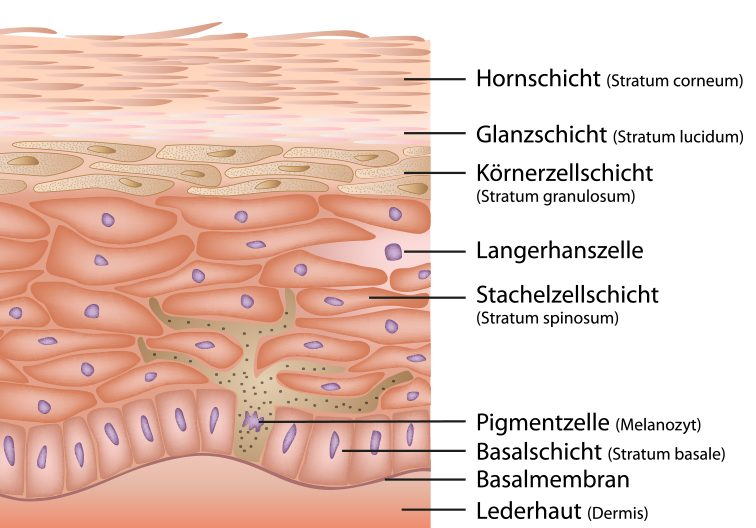 Hornschicht (Stratum corneum)
Glanzschicht (Stratum lucidum)
Körnerzellschicht
(Stratum granulosum)
Langerhanszelle
Stachelzellschicht
(Stratum spinosum)
Pigmentzelle (Melanozyt)
Basalschicht (Stratum basale)
Basalmembran
Lederhaut (Dermis)